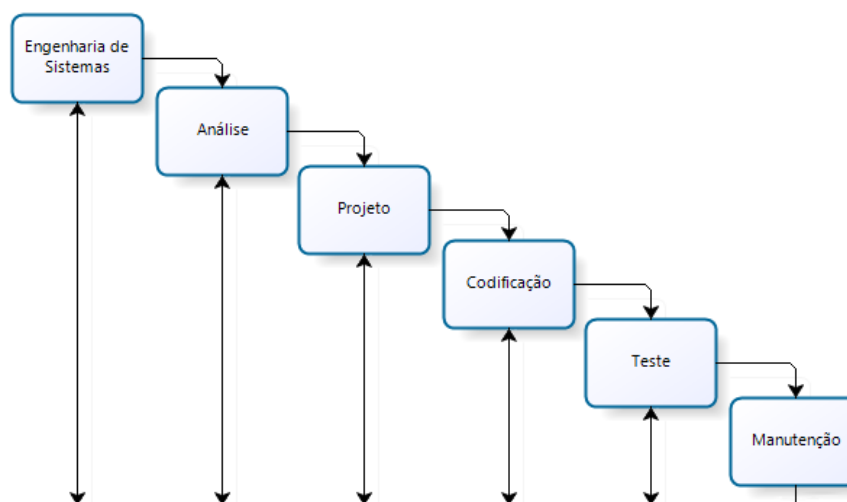 Engenharia de
Sistemas
Análise
Projeto
Codificação
Teste
Manutenção